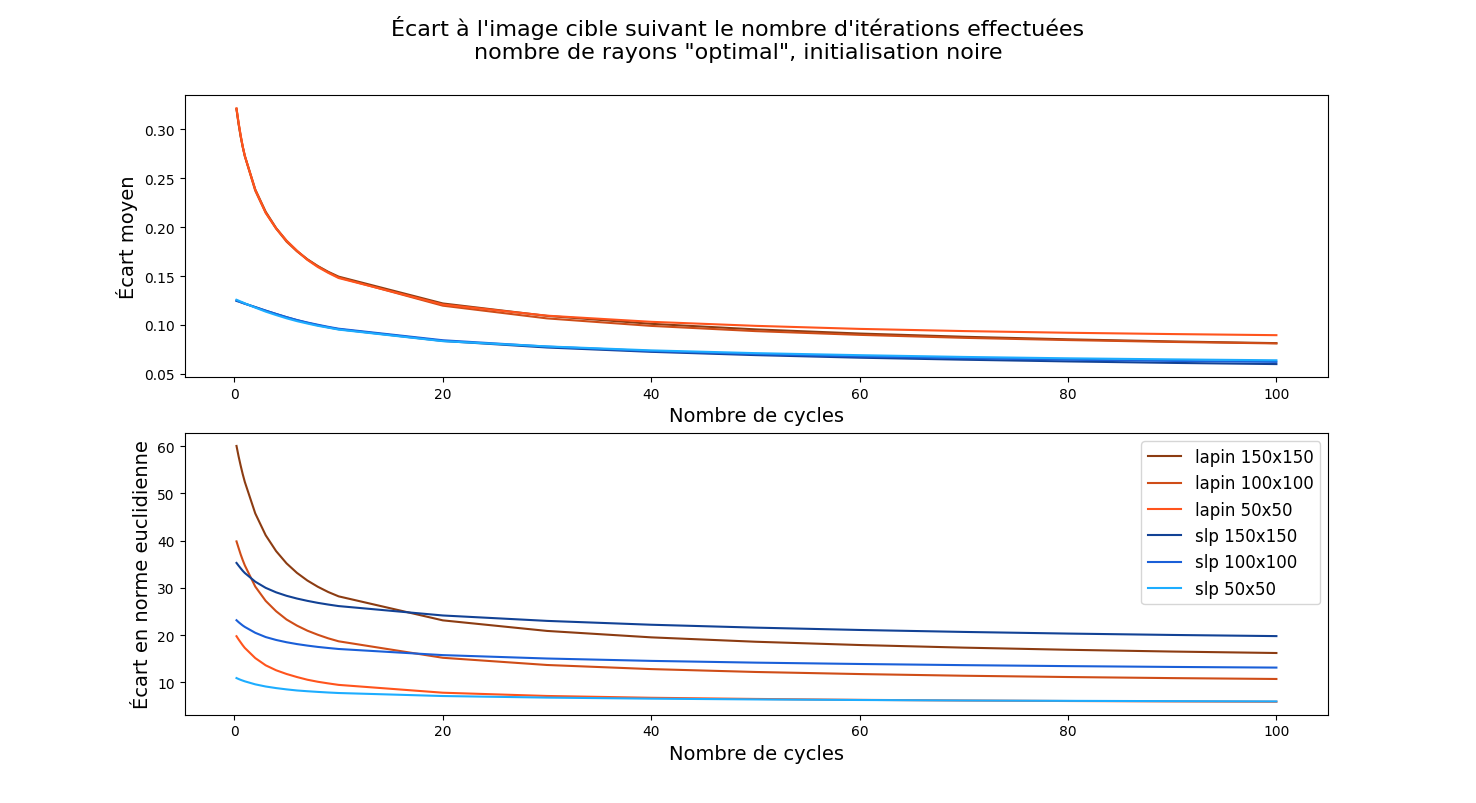 Écart à l'image cible suivant le nombre d'itérations effectuées
nombre de rayons "optimal", initialisation noire
Écart moyen
0.30
0.25
0.20
0.15
0.10
0.05
0 20 40 60 80 100
Nombre de cycles
Écart en norme euclidienne
60
50
40
30
20
10
lapin 150x150
lapin 100x100
lapin 50x50
slp 150x150
slp 100x100
slp 50x50
0 20 40 60 80 100
Nombre de cycles